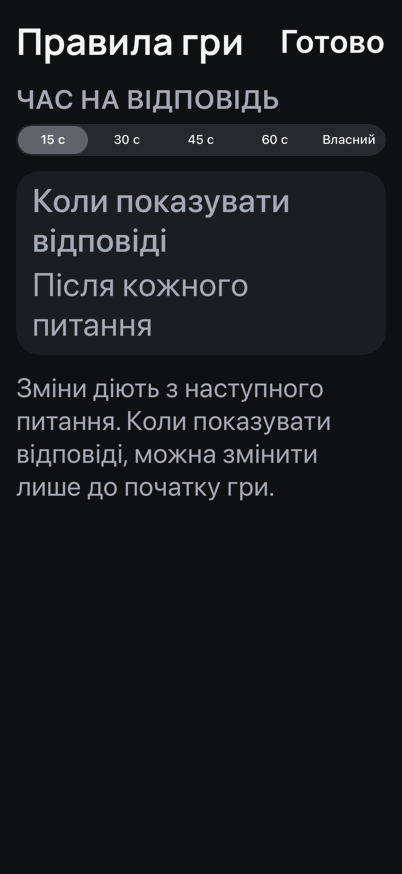 Правила гри
Готово
ЧАС НА ВІДПОВІДЬ
15 с
30 с
45 с
60 с
Власний
Коли показувати
відповіді
Після кожного
питання
Зміни діють з наступного
питання. Коли показувати
відповіді, можна змінити
лише до початку гри.